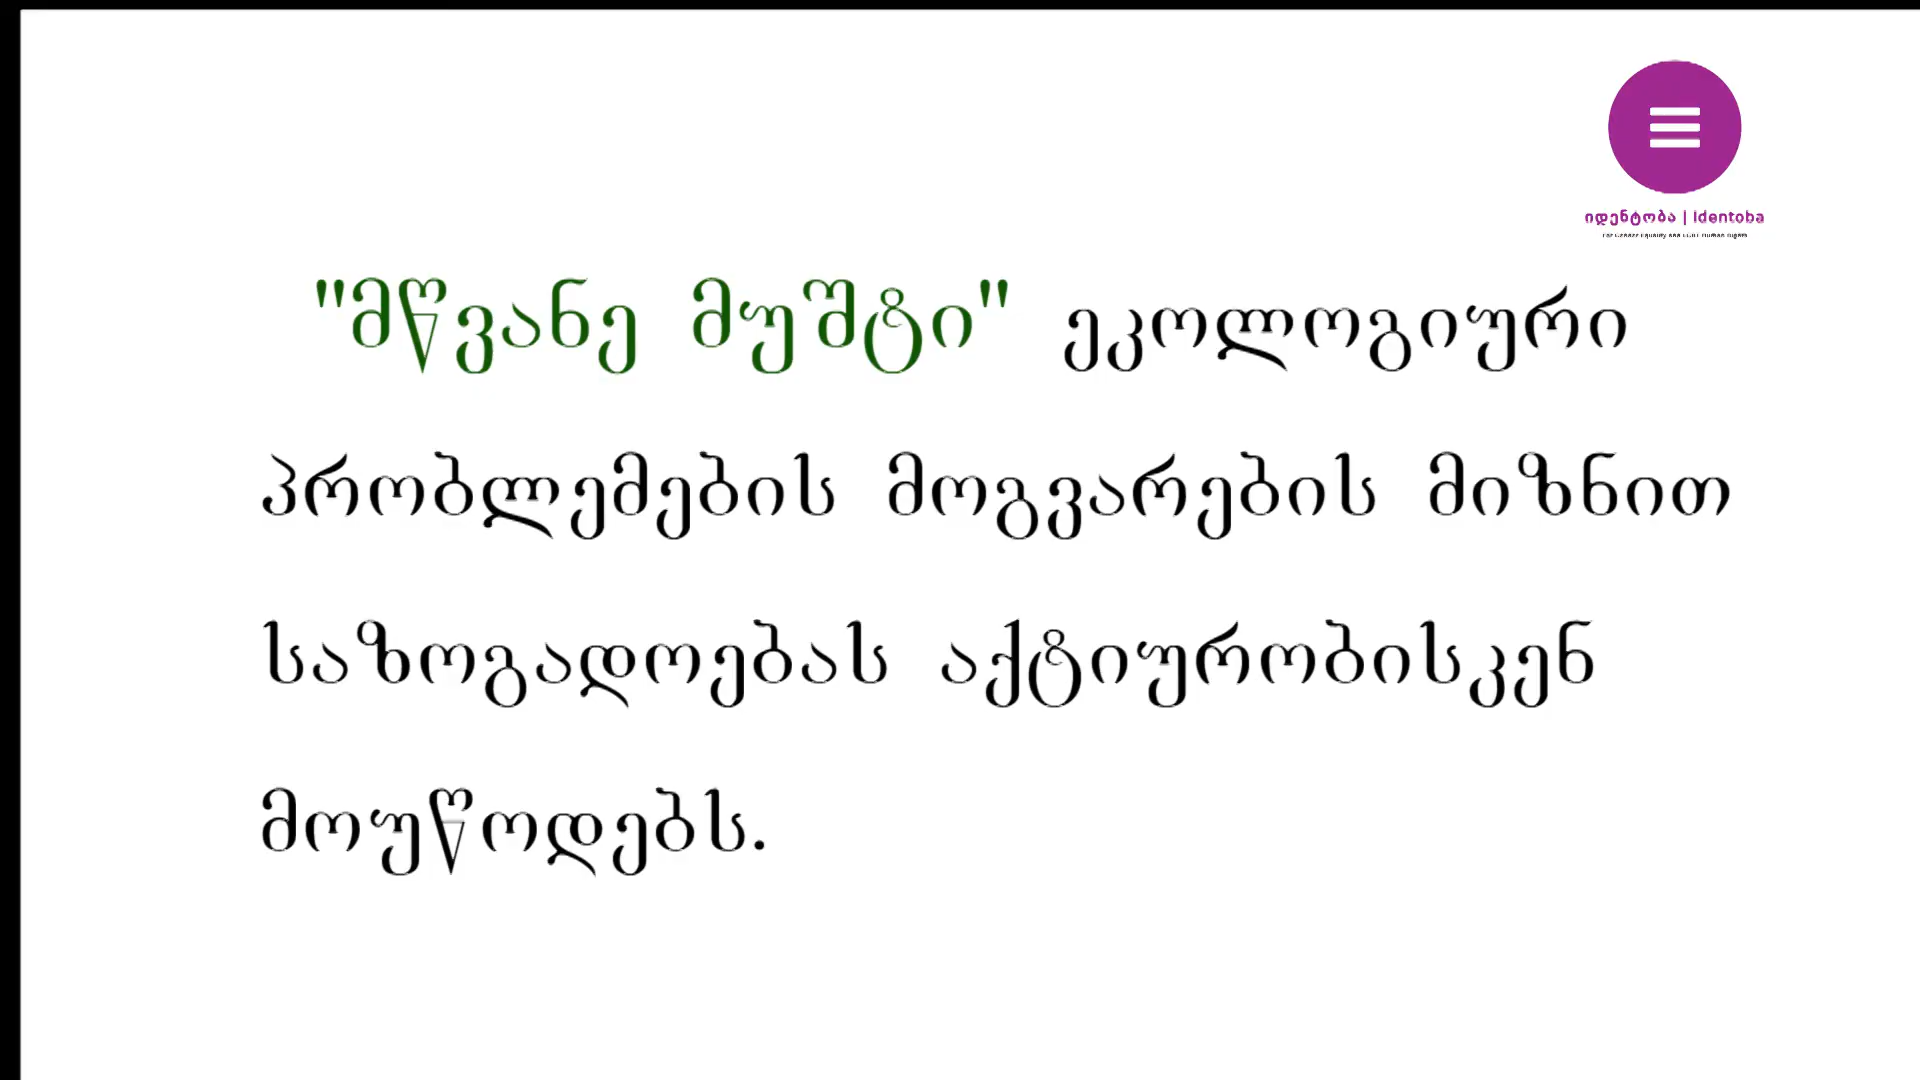 იდენტობა | Identoba
"მწვანე მუშტი" ეკოლოგიური
პრობლემების მოგვარების მიზნით
საზოგადოებას აქტიურობისკენ
მოუწოდებს.